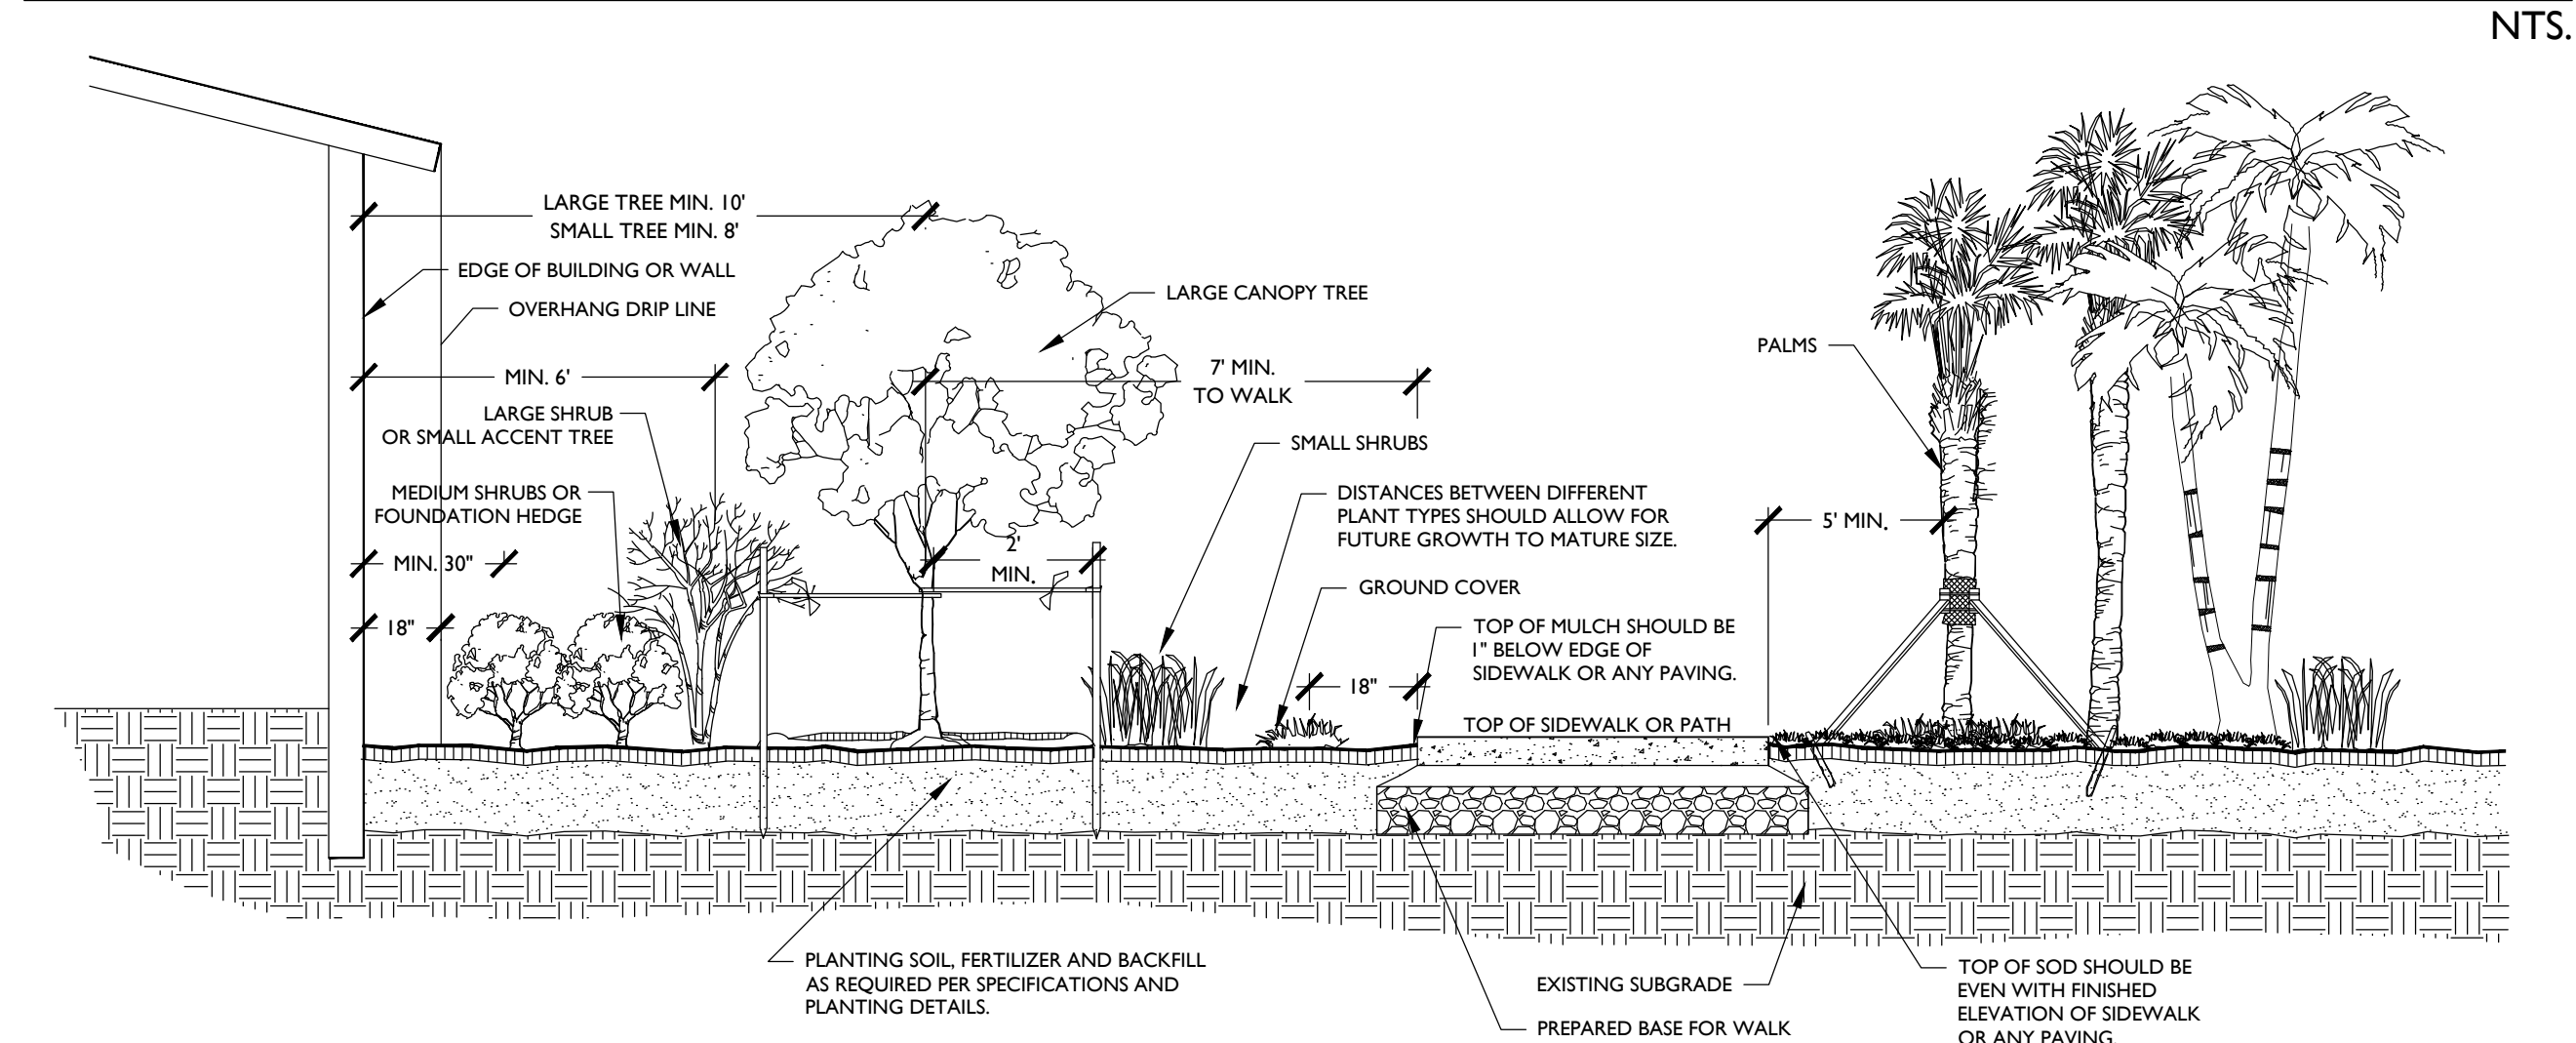 NTS.
LARGE TREE MIN. 10'
SMALL TREE MIN. 8'
EDGE OF BUILDING OR WALL
OVERHANG DRIP LINE
LARGE CANOPY TREE
MIN. 6'
7' MIN.
TO WALK
PALMS
LARGE SHRUB
OR SMALL ACCENT TREE
SMALL SHRUBS
MEDIUM SHRUBS OR
FOUNDATION HEDGE
DISTANCES BETWEEN DIFFERENT
PLANT TYPES SHOULD ALLOW FOR
FUTURE GROWTH TO MATURE SIZE.
5' MIN.
2'
MIN.
MIN. 30"
GROUND COVER
18"
TOP OF MULCH SHOULD BE
1" BELOW EDGE OF
SIDEWALK OR ANY PAVING.
18"
TOP OF SIDEWALK OR PATH
PLANTING SOIL, FERTILIZER AND BACKFILL
AS REQUIRED PER SPECIFICATIONS AND
PLANTING DETAILS.
EXISTING SUBGRADE
PREPARED BASE FOR WALK
TOP OF SOD SHOULD BE
EVEN WITH FINISHED
ELEVATION OF SIDEWALK
OR ANY PAVING.